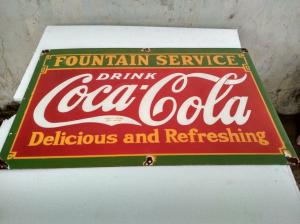 FOUNTAIN SERVICE
DRINK
Coca-Cola
Delicious and Refreshing